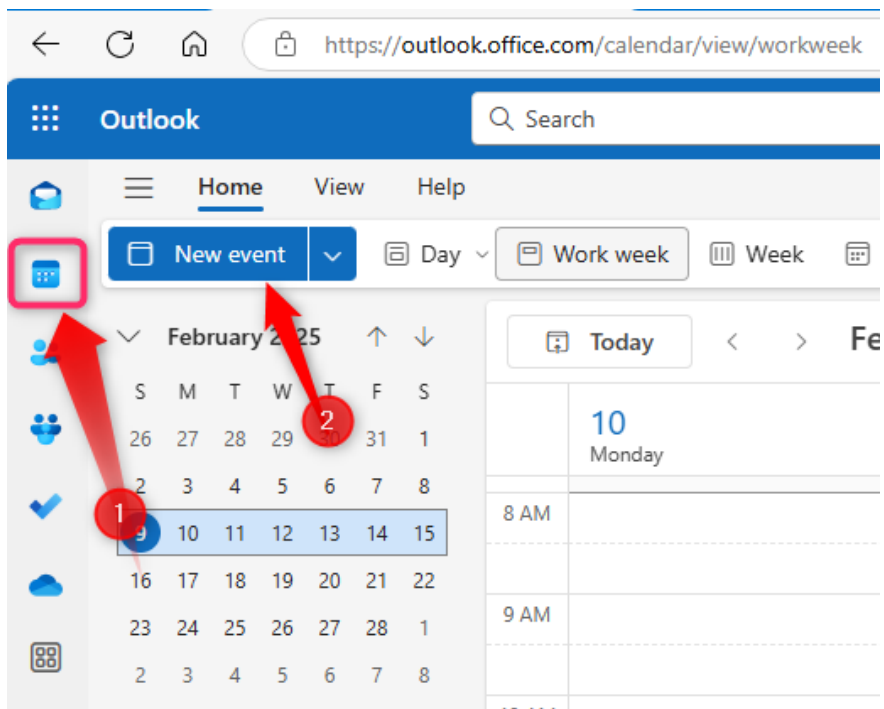 https://outlook.office.com/calendar/view/workweek
Outlook
Search
Home View Help
New event Day Work week Week
February 2025
S M T W T F S
26 27 28 29 30 31 1
2 3 4 5 6 7 8
9 10 11 12 13 14 15
16 17 18 19 20 21 22
23 24 25 26 27 28 1
2 3 4 5 6 7 8
1
2
Today Fe
10
Monday
8 AM
9 AM